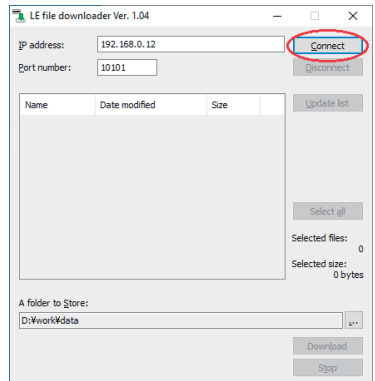 LE file downloader Ver. 1.04
IP address: 192.168.0.12 Connect
Port number: 10101 Disconnect
Name Date modified Size Update list
Select all
Selected files:
0
Selected size:
0 bytes
A folder to Store:
D:¥work¥data ...
Download
Stop